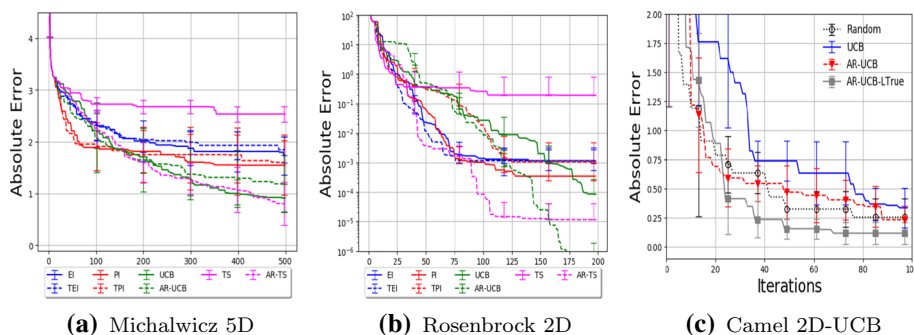 Absolute Error
4
3
2
1
0
0 100 200 300 400 500
EI PI UCB TS AR-TS
TEI TPI AR-UCB
(a) Michalwicz 5D
Absolute Error
10^2
10^1
10^0
10^-1
10^-2
10^-3
10^-4
10^-5
10^-6
0 25 50 75 100 125 150 175 200
EI PI UCB TS AR-TS
TEI TPI AR-UCB
(b) Rosenbrock 2D
Absolute Error
2.00
1.75
1.50
1.25
1.00
0.75
0.50
0.25
0.00
Random
UCB
AR-UCB
AR-UCB-LTrue
0 20 40 60 80 100
Iterations
(c) Camel 2D-UCB